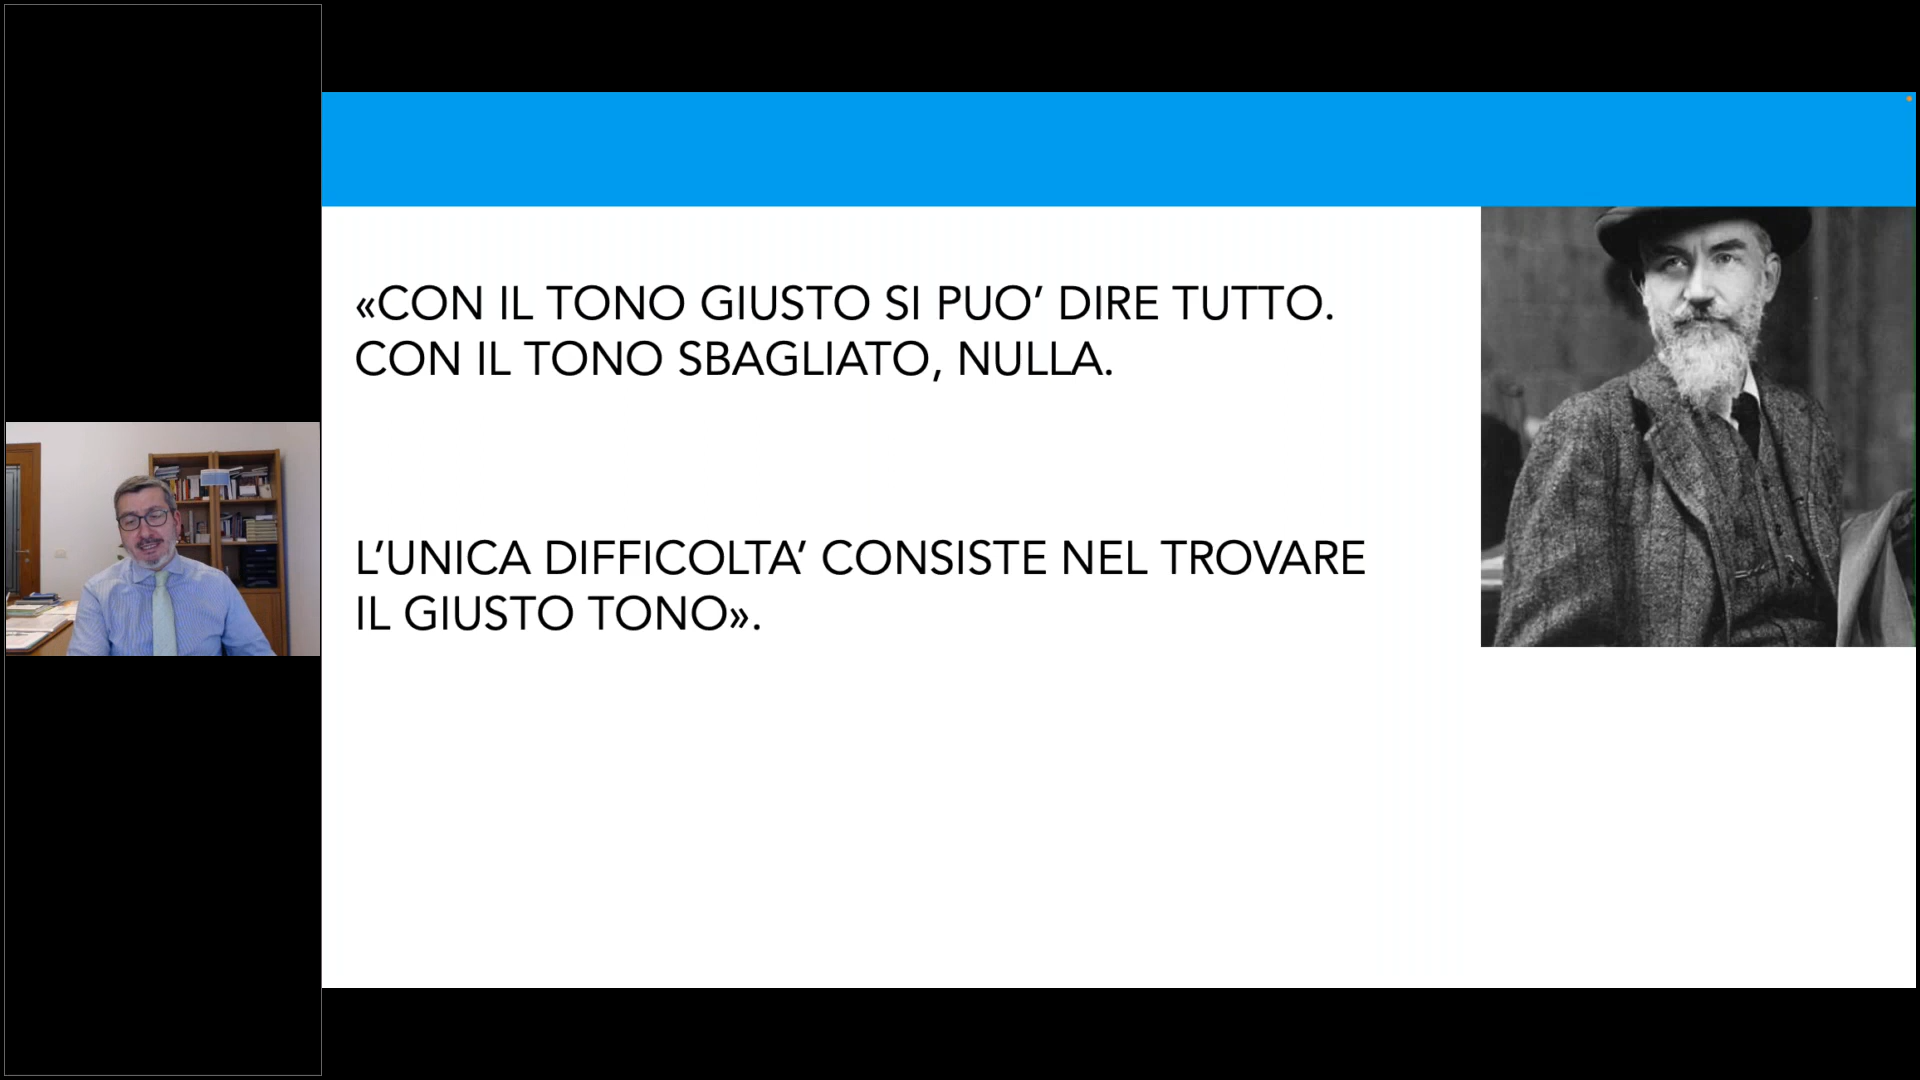 «CON IL TONO GIUSTO SI PUO’ DIRE TUTTO.
CON IL TONO SBAGLIATO, NULLA.
L’UNICA DIFFICOLTA’ CONSISTE NEL TROVARE
IL GIUSTO TONO».